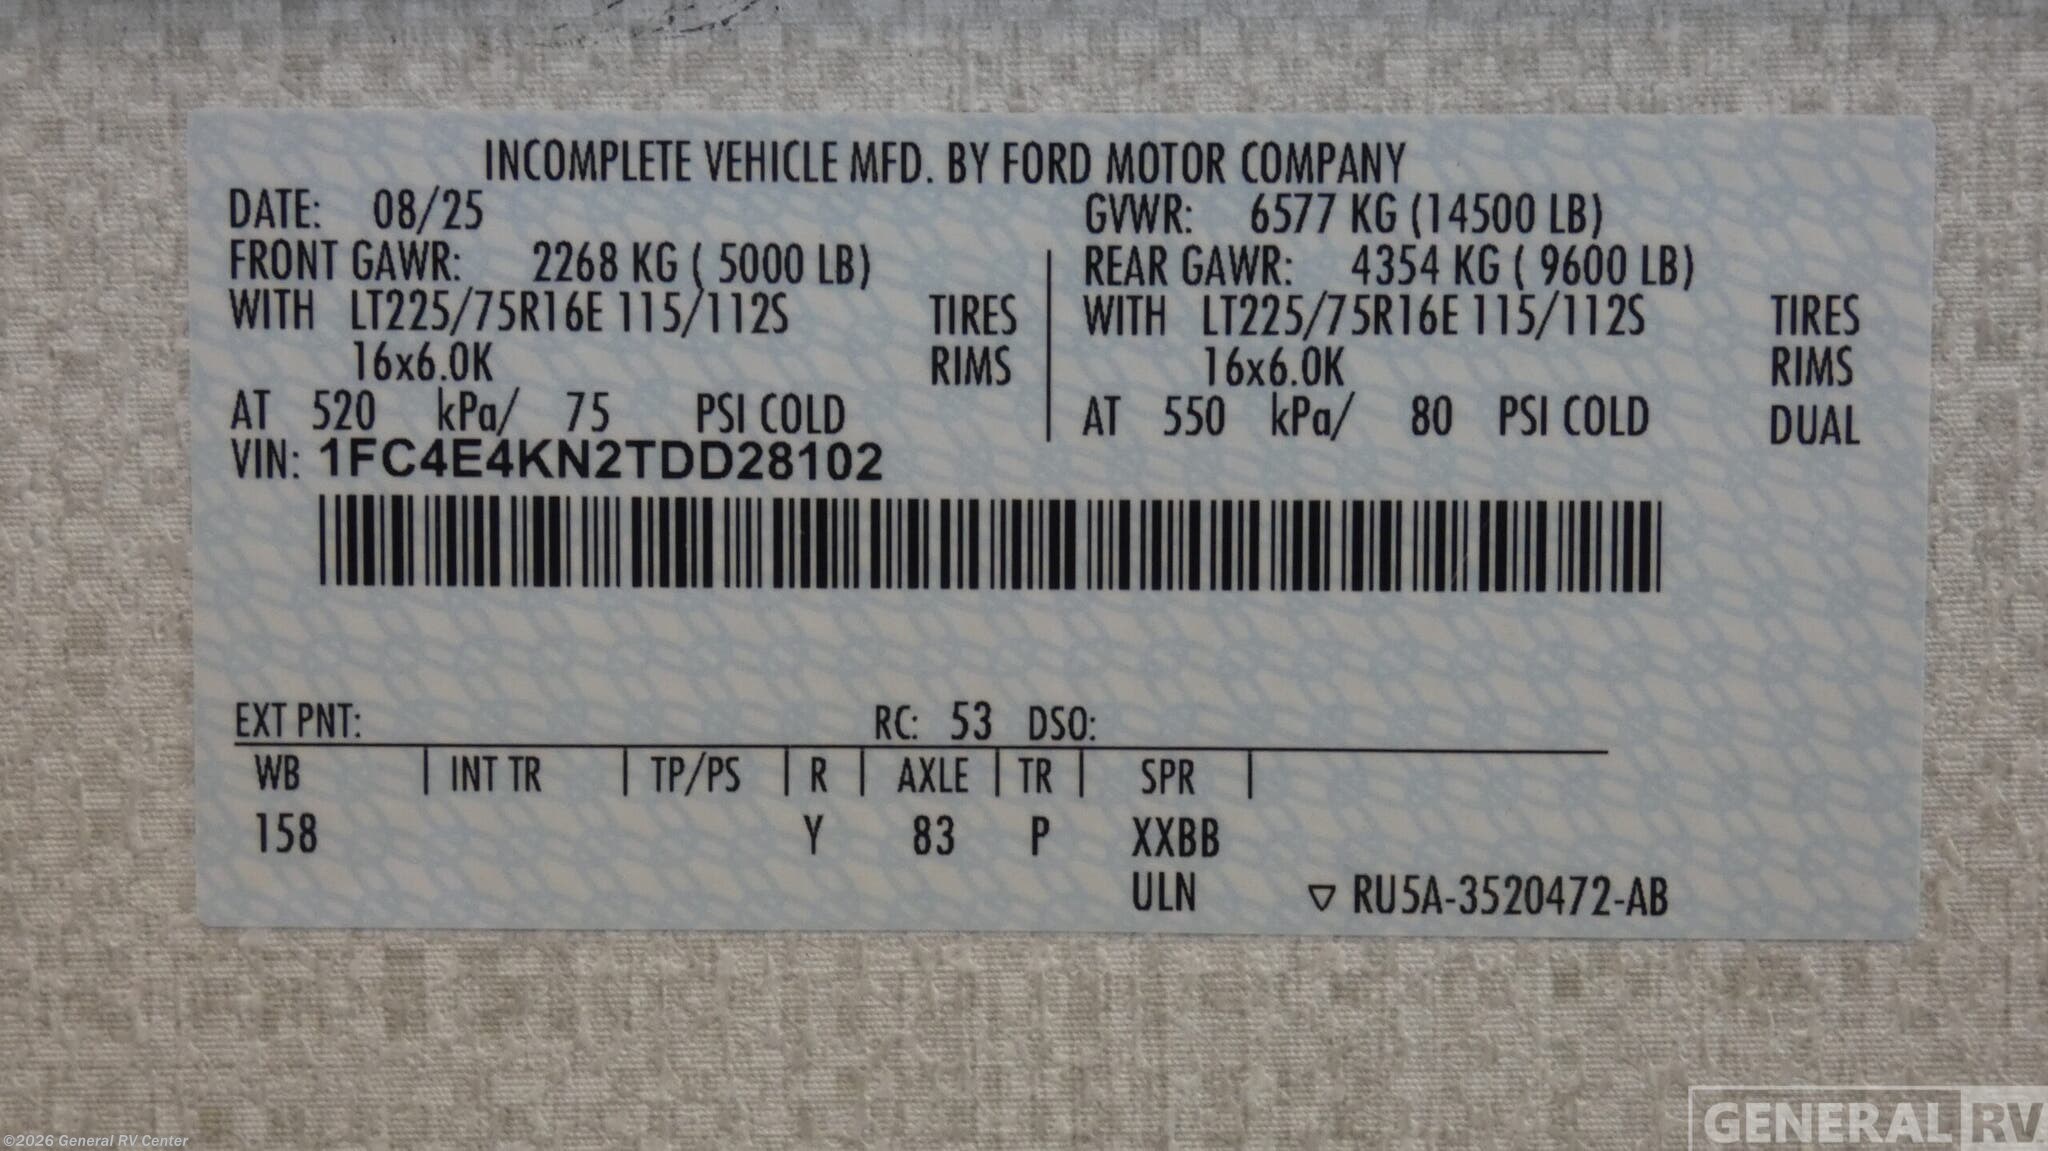 INCOMPLETE VEHICLE MFD. BY FORD MOTOR COMPANY
DATE: 08/25 GVWR: 6577 KG (14500 LB)
FRONT GAWR: 2268 KG ( 5000 LB) REAR GAWR: 4354 KG ( 9600 LB)
WITH LT225/75R16E 115/112S TIRES WITH LT225/75R16E 115/112S TIRES
16x6.0K RIMS 16x6.0K RIMS
AT 520 kPa/ 75 PSI COLD AT 550 kPa/ 80 PSI COLD DUAL
VIN: 1FC4E4KN2TDD28102
EXT PNT: RC: 53 DSO:
WB INT TR TP/PS R AXLE TR SPR
158 Y 83 P XXBB
ULN ▽ RU5A-3520472-AB
GENERAL RV
©2026 General RV Center